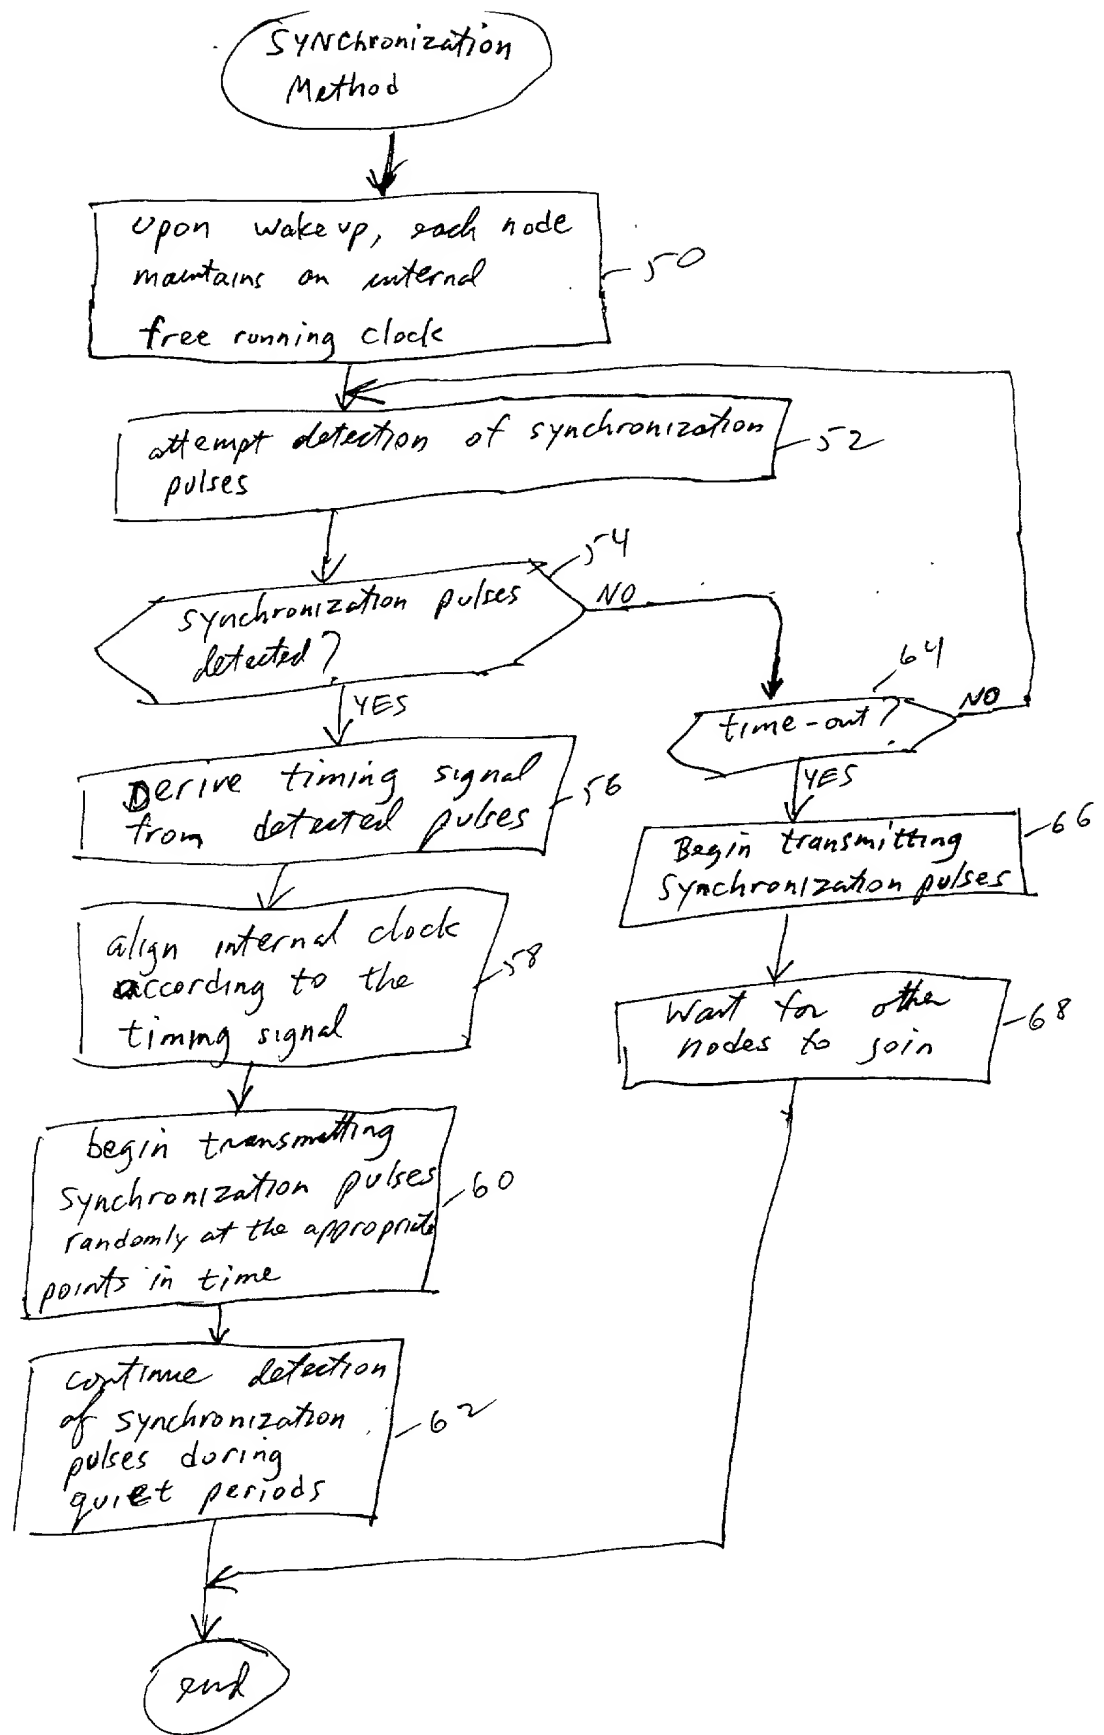 Synchronization
Method
Upon wake up, each node
maintains an internal
free running clock
50
attempt detection of synchronization
pulses
52
54
Synchronization pulses
detected?
NO
YES
64
time-out?
NO
YES
Derive timing signal
from detected pulses
56
Begin transmitting
Synchronization pulses
66
align internal clock
according to the
timing signal
58
Wait for other
nodes to join
68
begin transmitting
synchronization pulses
randomly at the appropriate
points in time
60
continue detection
of synchronization
pulses during
quiet periods
62
end